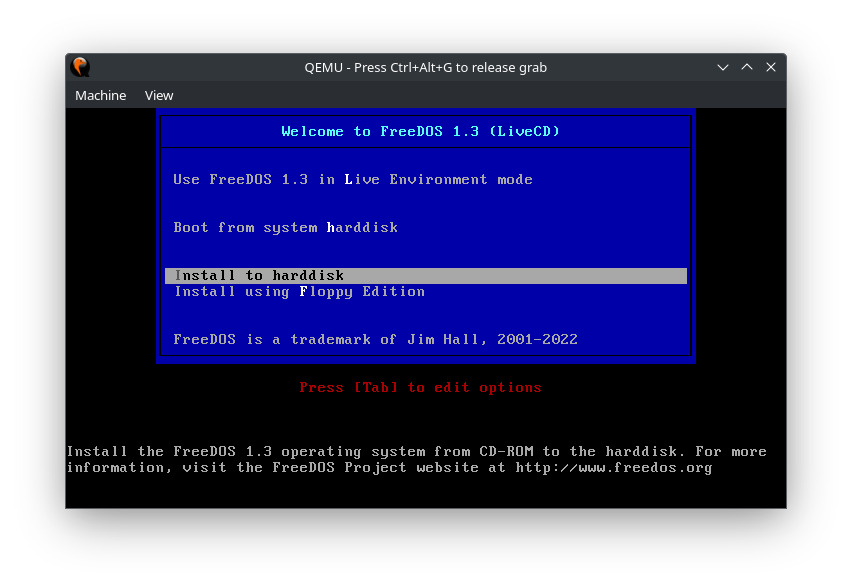 QEMU - Press Ctrl+Alt+G to release grab
Machine View
Welcome to FreeDOS 1.3 (LiveCD)
Use FreeDOS 1.3 in Live Environment mode
Boot from system harddisk
Install to harddisk
Install using Floppy Edition
FreeDOS is a trademark of Jim Hall, 2001-2022
Press [Tab] to edit options
Install the FreeDOS 1.3 operating system from CD-ROM to the harddisk. For more
information, visit the FreeDOS Project website at http://www.freedos.org